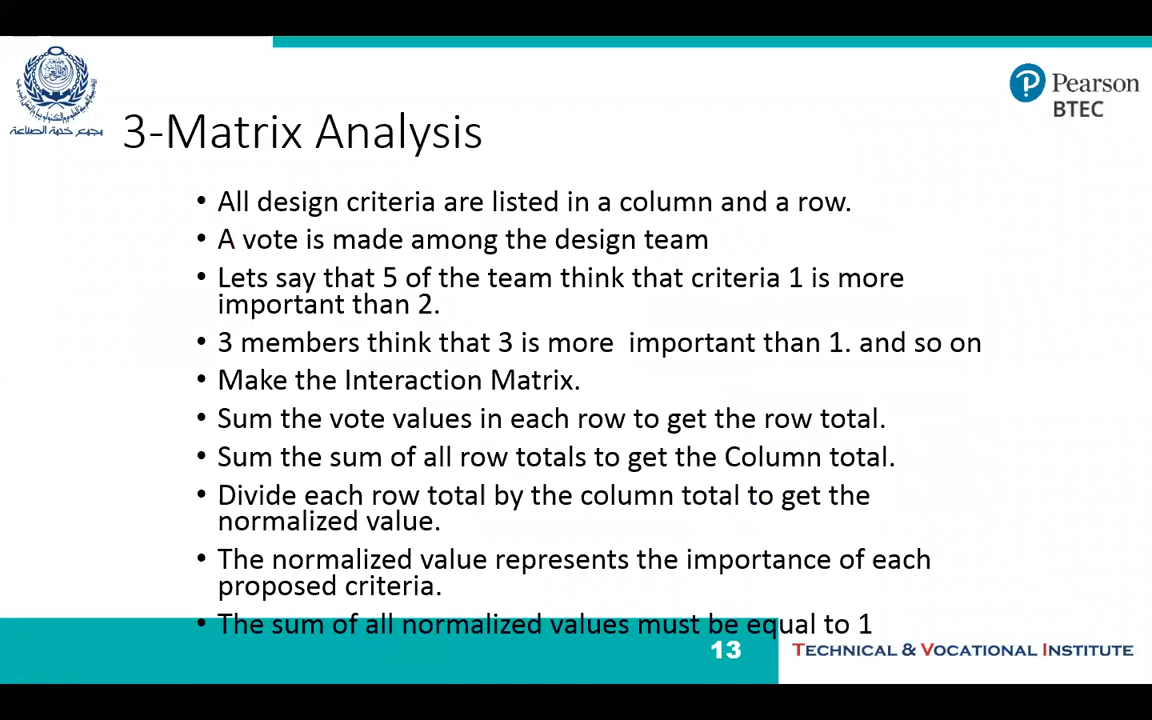 Pearson
BTEC
مجمع خدمة الصناعة
3-Matrix Analysis
• All design criteria are listed in a column and a row.
• A vote is made among the design team
• Lets say that 5 of the team think that criteria 1 is more
important than 2.
• 3 members think that 3 is more  important than 1. and so on
• Make the Interaction Matrix.
• Sum the vote values in each row to get the row total.
• Sum the sum of all row totals to get the Column total.
• Divide each row total by the column total to get the
normalized value.
• The normalized value represents the importance of each
proposed criteria.
• The sum of all normalized values must be equal to 1
13
TECHNICAL & VOCATIONAL INSTITUTE